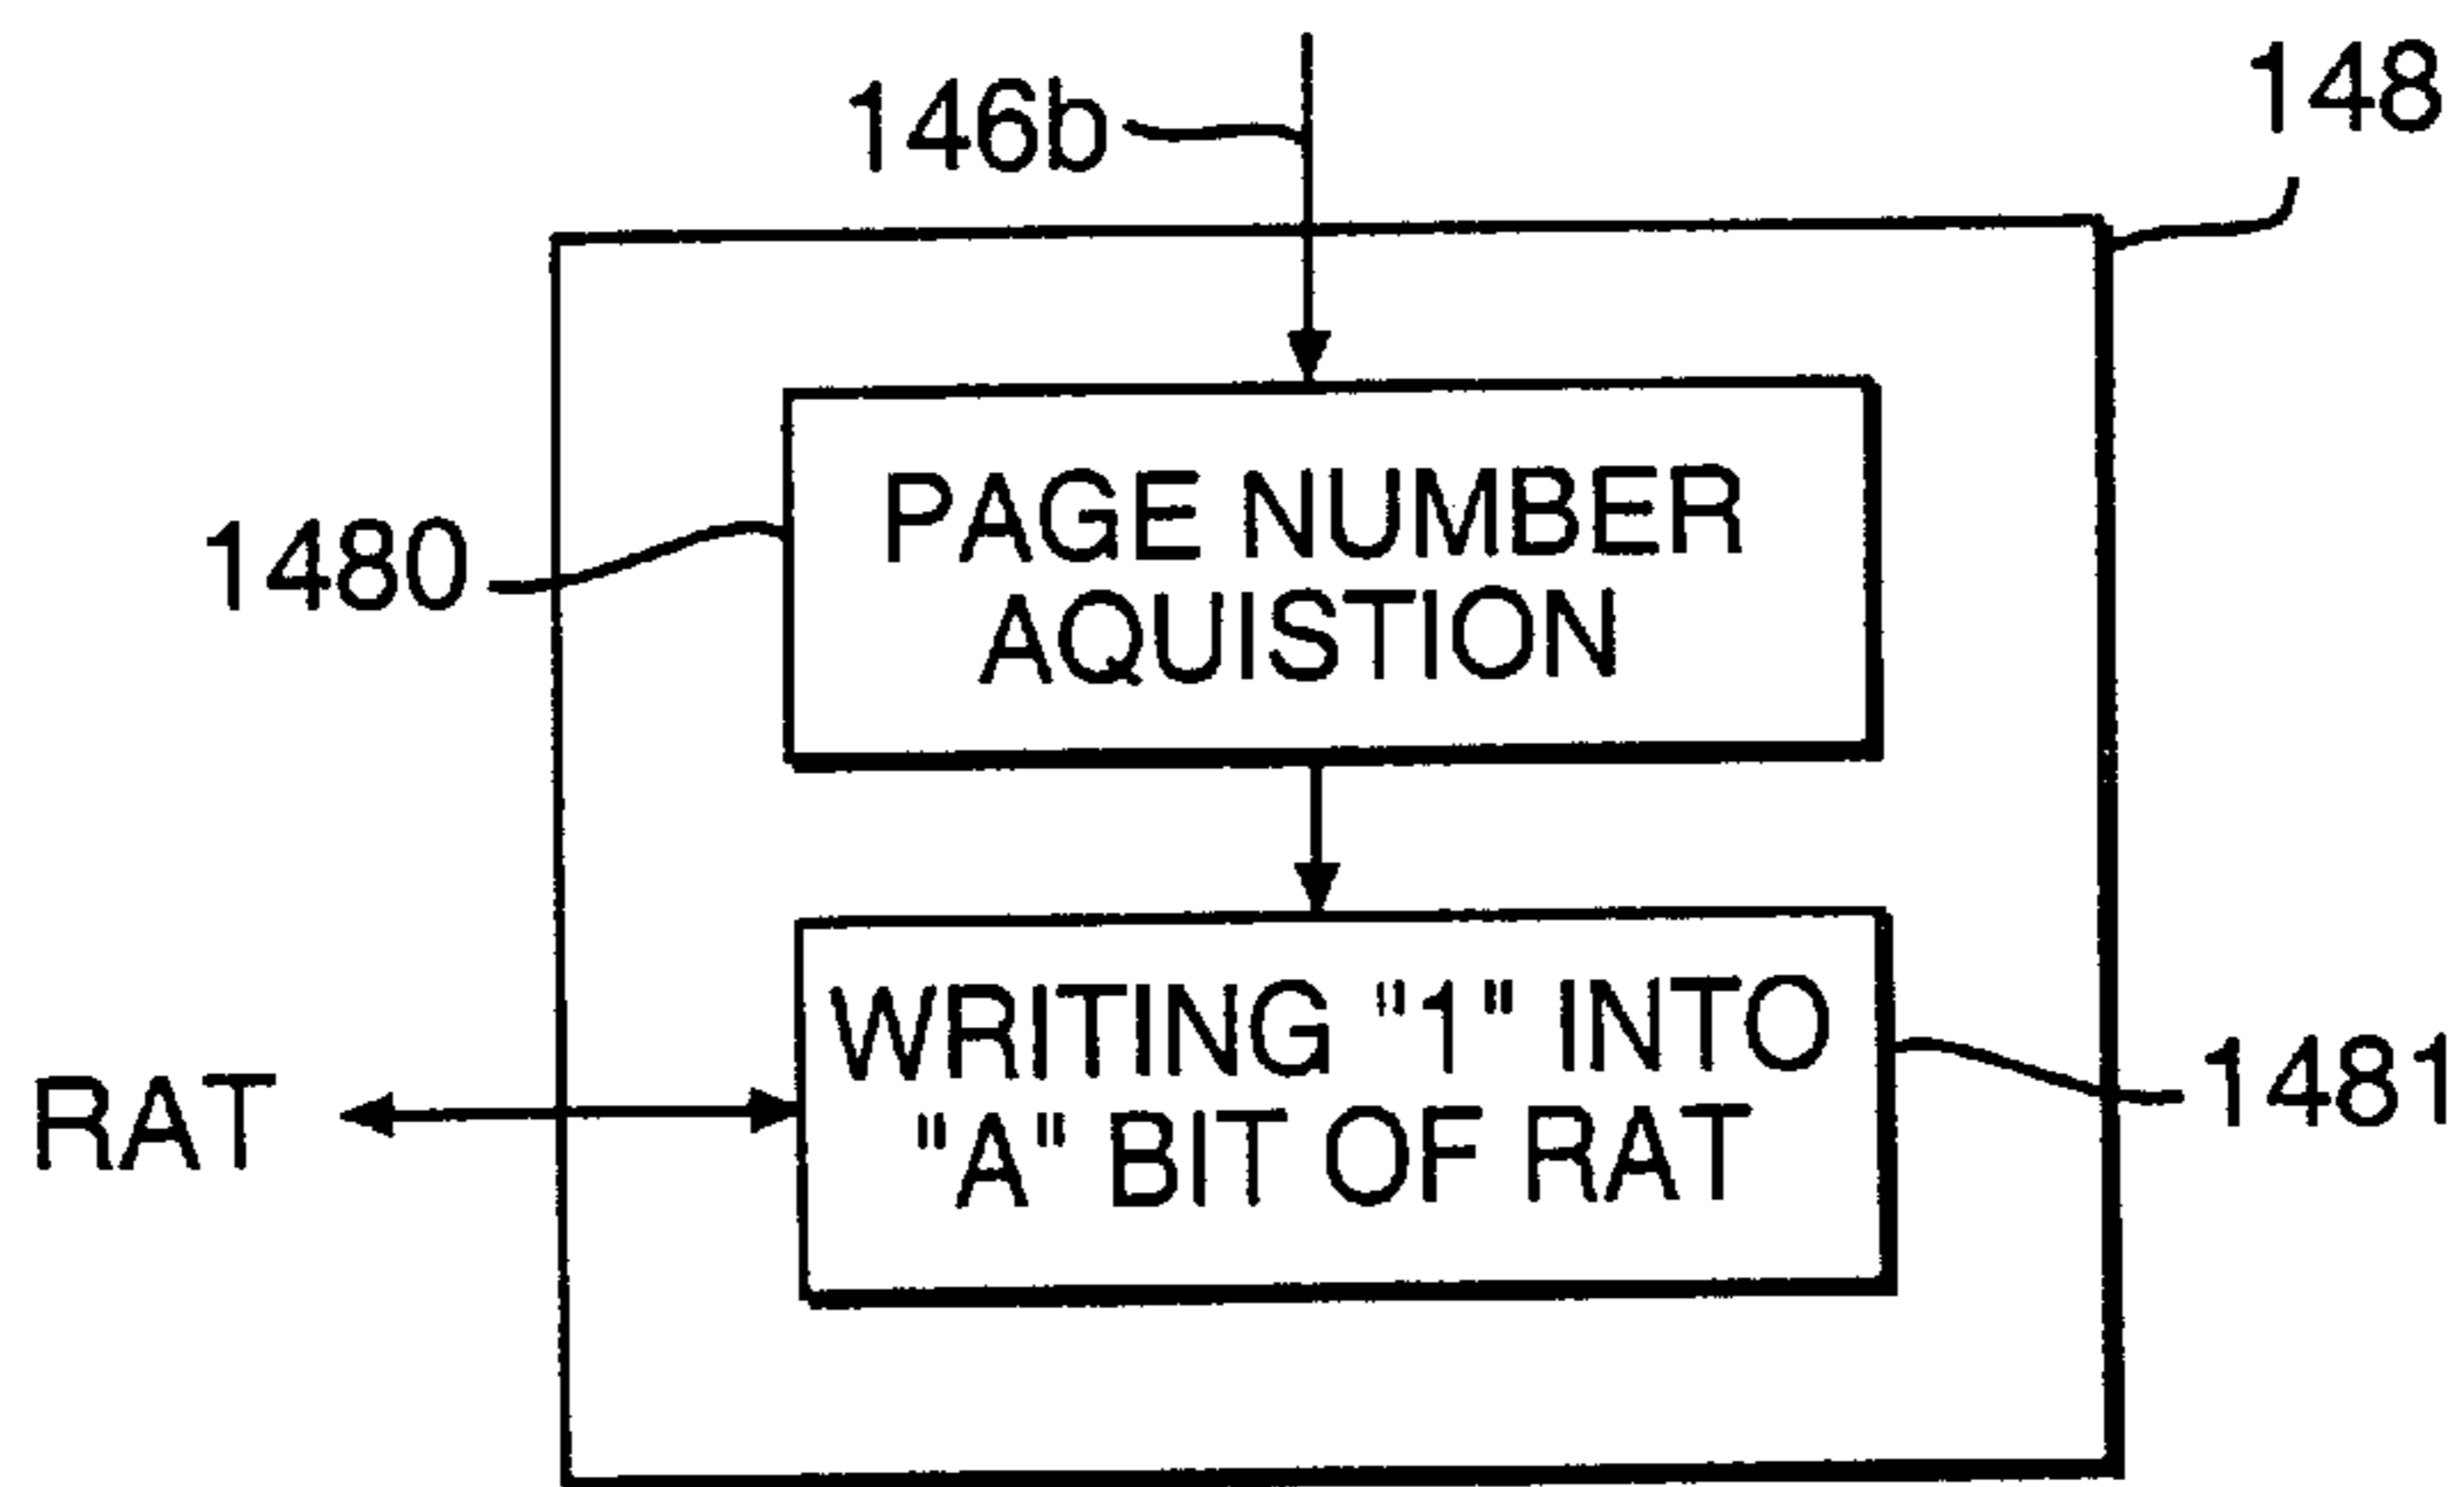 146b
148
1480
PAGE NUMBER
AQUISTION
WRITING "1" INTO
"A" BIT OF RAT
RAT
1481